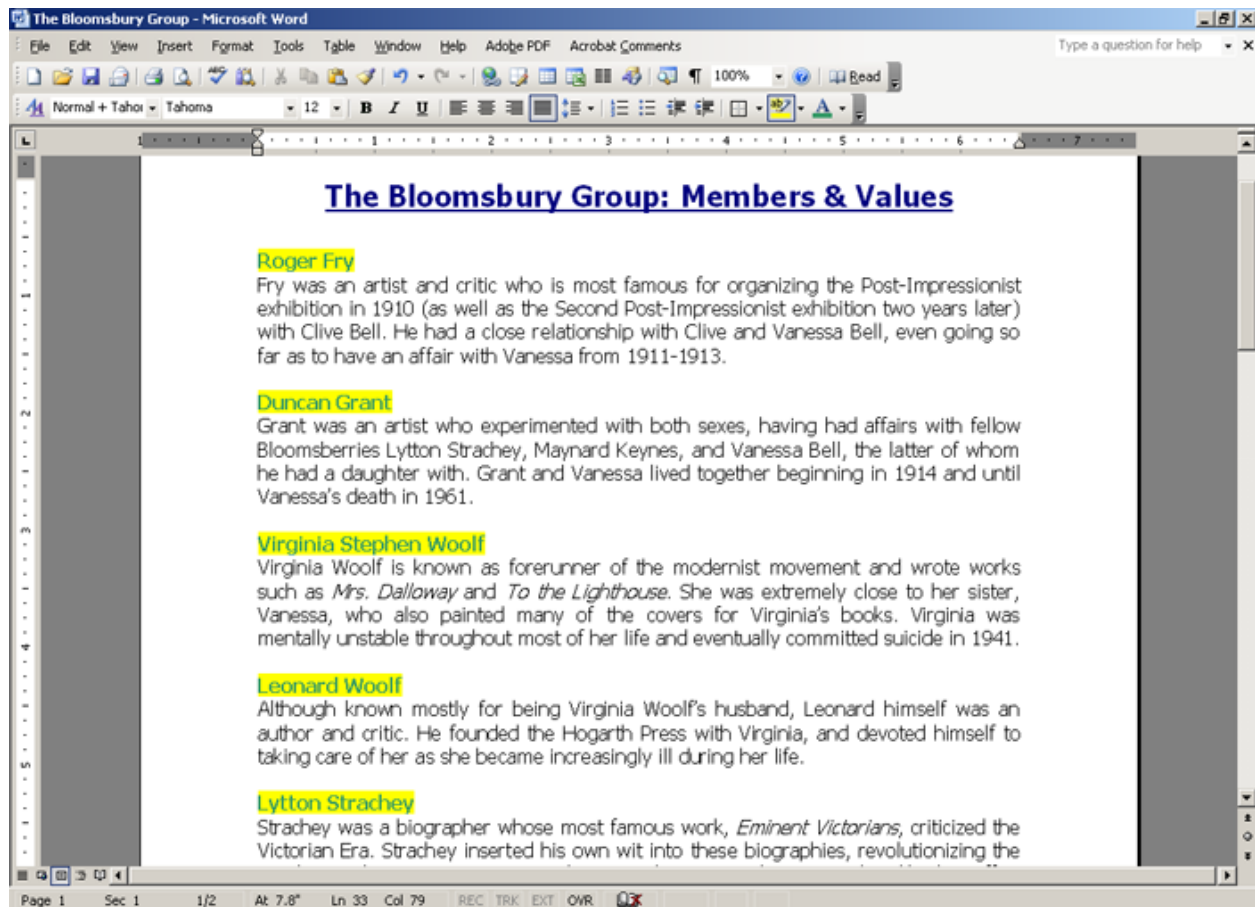 The Bloomsbury Group - Microsoft Word
File Edit View Insert Format Tools Table Window Help Adobe PDF Acrobat Comments Type a question for help
100% Read
Normal + Tahoi Tahoma 12 B I U A
1 1 2 3 4 5 6 7
The Bloomsbury Group: Members & Values
Roger Fry
Fry was an artist and critic who is most famous for organizing the Post-Impressionist
exhibition in 1910 (as well as the Second Post-Impressionist exhibition two years later)
with Clive Bell. He had a close relationship with Clive and Vanessa Bell, even going so
far as to have an affair with Vanessa from 1911-1913.
Duncan Grant
Grant was an artist who experimented with both sexes, having had affairs with fellow
Bloomsberries Lytton Strachey, Maynard Keynes, and Vanessa Bell, the latter of whom
he had a daughter with. Grant and Vanessa lived together beginning in 1914 and until
Vanessa's death in 1961.
Virginia Stephen Woolf
Virginia Woolf is known as forerunner of the modernist movement and wrote works
such as Mrs. Dalloway and To the Lighthouse. She was extremely close to her sister,
Vanessa, who also painted many of the covers for Virginia's books. Virginia was
mentally unstable throughout most of her life and eventually committed suicide in 1941.
Leonard Woolf
Although known mostly for being Virginia Woolf's husband, Leonard himself was an
author and critic. He founded the Hogarth Press with Virginia, and devoted himself to
taking care of her as she became increasingly ill during her life.
Lytton Strachey
Strachey was a biographer whose most famous work, Eminent Victorians, criticized the
Victorian Era. Strachey inserted his own wit into these biographies, revolutionizing the
Page 1 Sec 1 1/2 At 7.8" Ln 33 Col 79 REC TRK EXT OVR